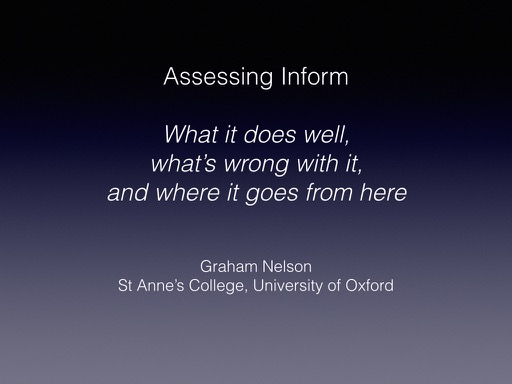 Assessing Inform
What it does well,
what's wrong with it,
and where it goes from here
Graham Nelson
St Anne's College, University of Oxford